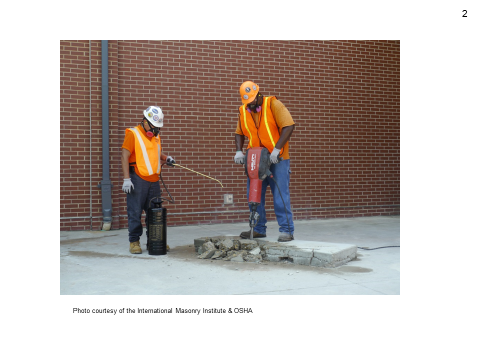 2
Photo courtesy of the International Masonry Institute & OSHA